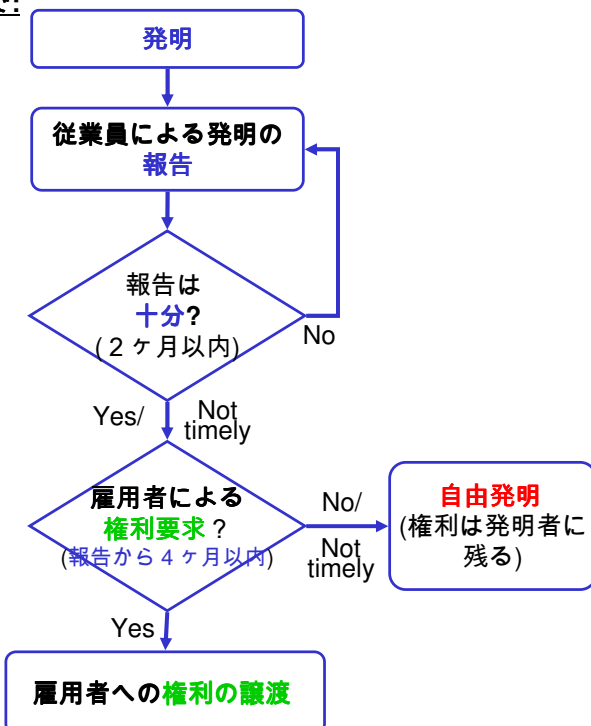 発明
従業員による発明の
報告
報告は
十分?
(２ヶ月以内)
No
Yes/ Not
timely
雇用者による
権利要求？
(報告から４ヶ月以内)
No/
Not
timely
自由発明
(権利は発明者に
残る)
Yes
雇用者への権利の譲渡